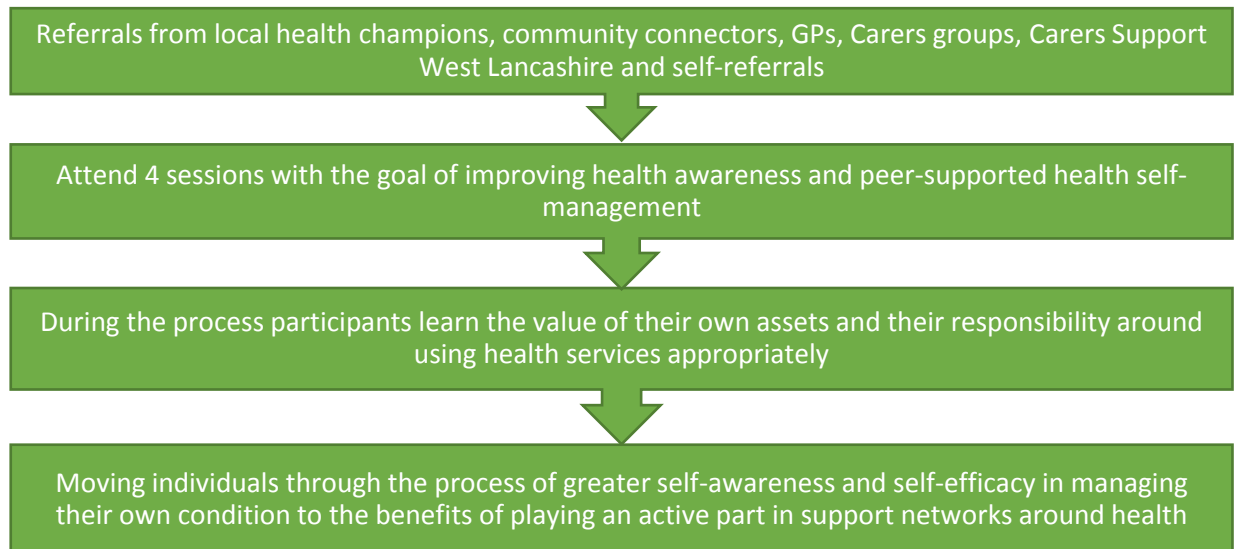 Referrals from local health champions, community connectors, GPs, Carers groups, Carers Support
West Lancashire and self-referrals
Attend 4 sessions with the goal of improving health awareness and peer-supported health self-
management
During the process participants learn the value of their own assets and their responsibility around
using health services appropriately
Moving individuals through the process of greater self-awareness and self-efficacy in managing
their own condition to the benefits of playing an active part in support networks around health